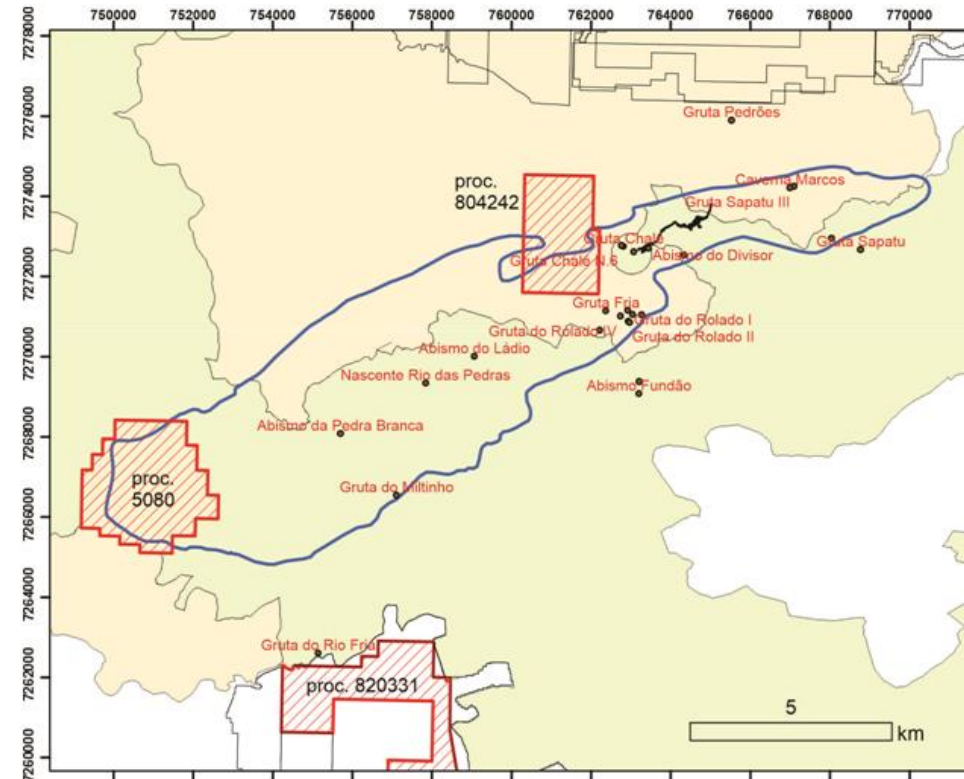 750000 752000 754000 756000 758000 760000 762000 764000 766000 768000 770000
7278000
7276000
7274000
7272000
7270000
7268000
7266000
7264000
7262000
7260000
Gruta Pedrões
proc.
804242
Caverna Marcos
Gruta Sapatu III
Gruta Chalé
Gruta Sapatu
Gruta Chalé N.6
Abismo do Divisor
Gruta Fria
Gruta do Rolado I
Gruta do Rolado IV
Gruta do Rolado II
Abismo do Ládio
Nascente Rio das Pedras
Abismo Fundão
Abismo da Pedra Branca
proc.
5080
Gruta do Miltinho
Gruta do Rio Fria
proc. 820331
5
km